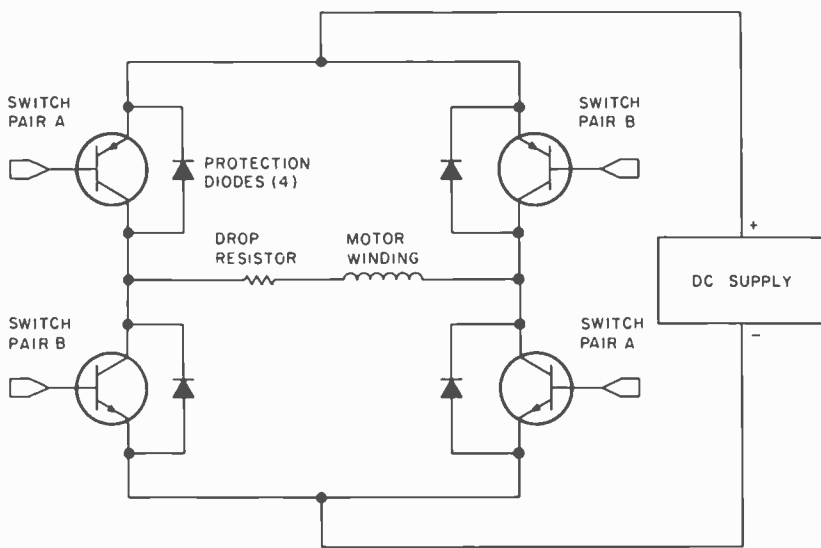 SWITCH
PAIR A
SWITCH
PAIR B
PROTECTION
DIODES (4)
DROP
RESISTOR
MOTOR
WINDING
+
DC SUPPLY
-
SWITCH
PAIR B
SWITCH
PAIR A